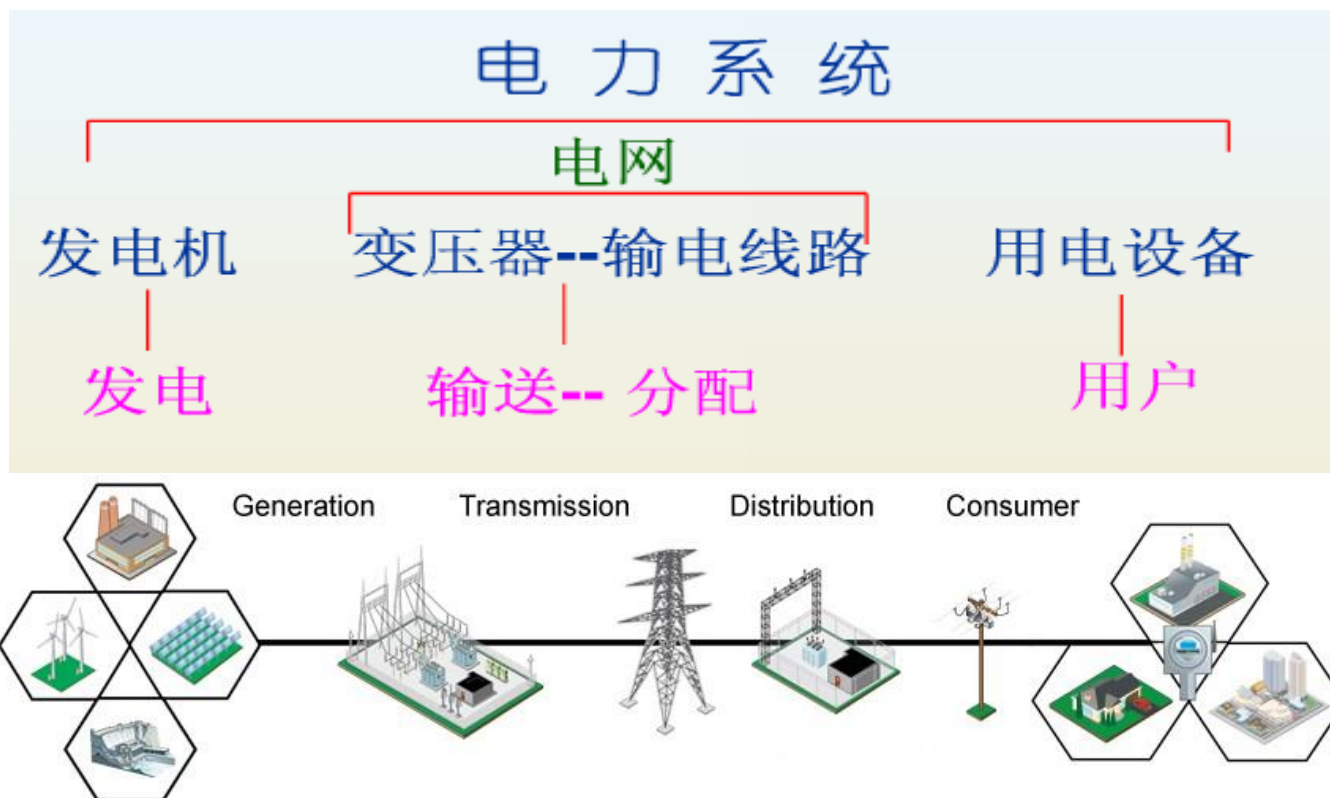 电力系统
电网
发电机 变压器--输电线路 用电设备
发电 输送-- 分配 用户
Generation Transmission Distribution Consumer